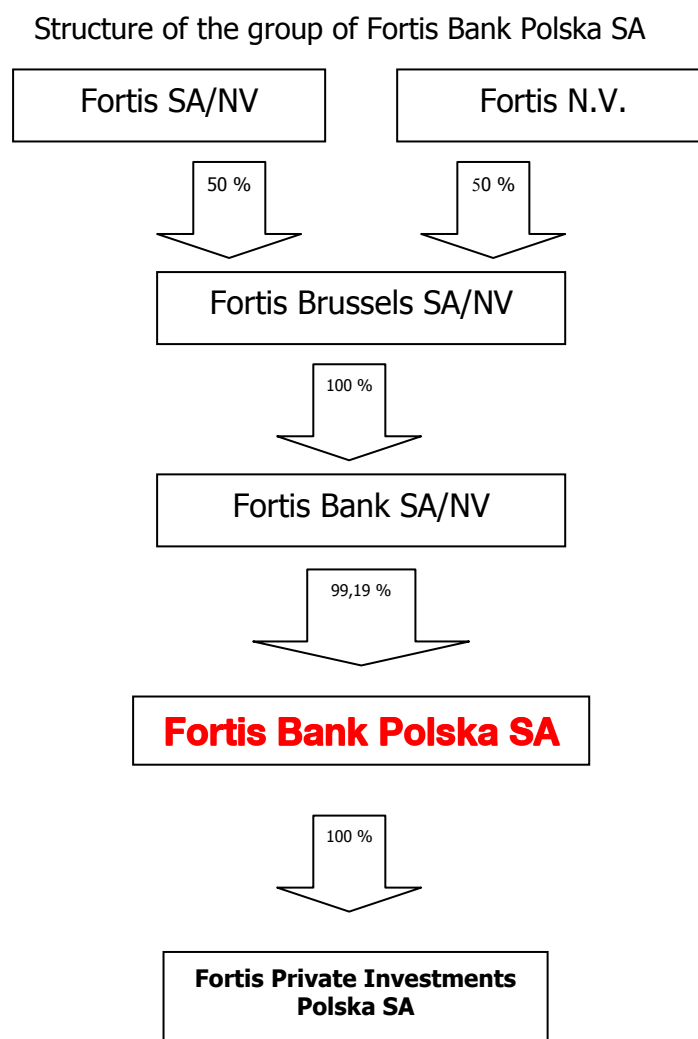 Structure of the group of Fortis Bank Polska SA
Fortis SA/NV
Fortis N.V.
50 %
50 %
Fortis Brussels SA/NV
100 %
Fortis Bank SA/NV
99,19 %
Fortis Bank Polska SA
100 %
Fortis Private Investments
Polska SA